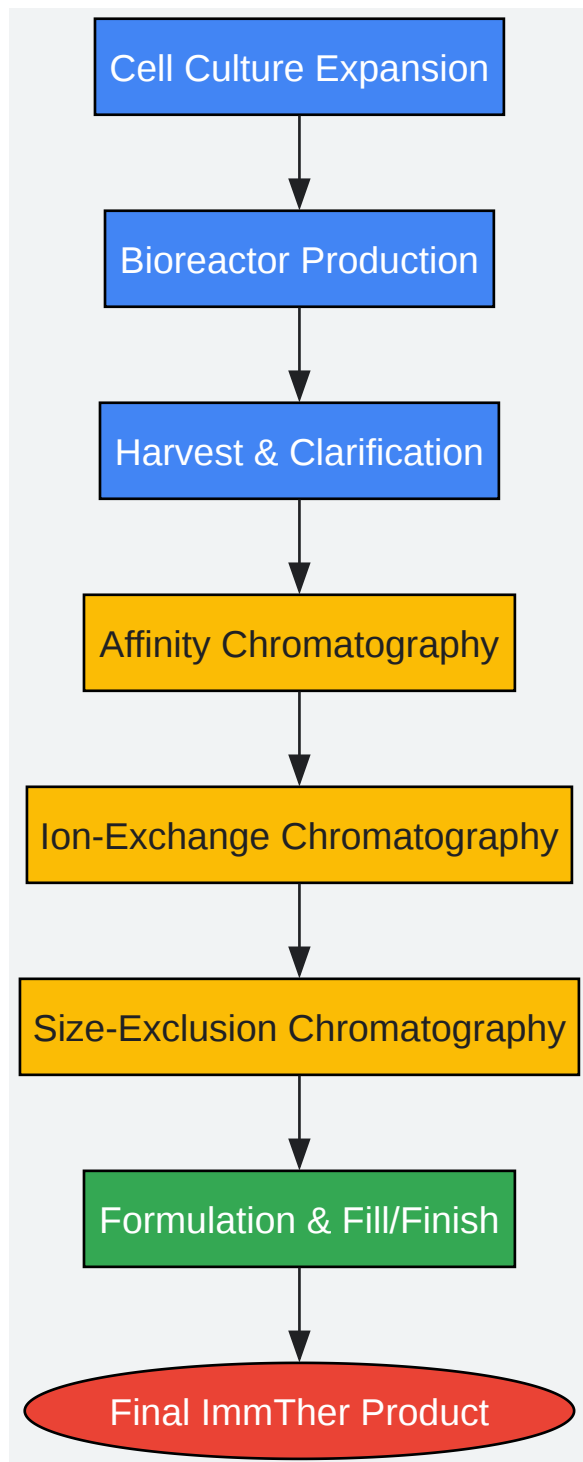 Cell Culture Expansion
Bioreactor Production
Harvest & Clarification
Affinity Chromatography
Ion-Exchange Chromatography
Size-Exclusion Chromatography
Formulation & Fill/Finish
Final ImmTher Product